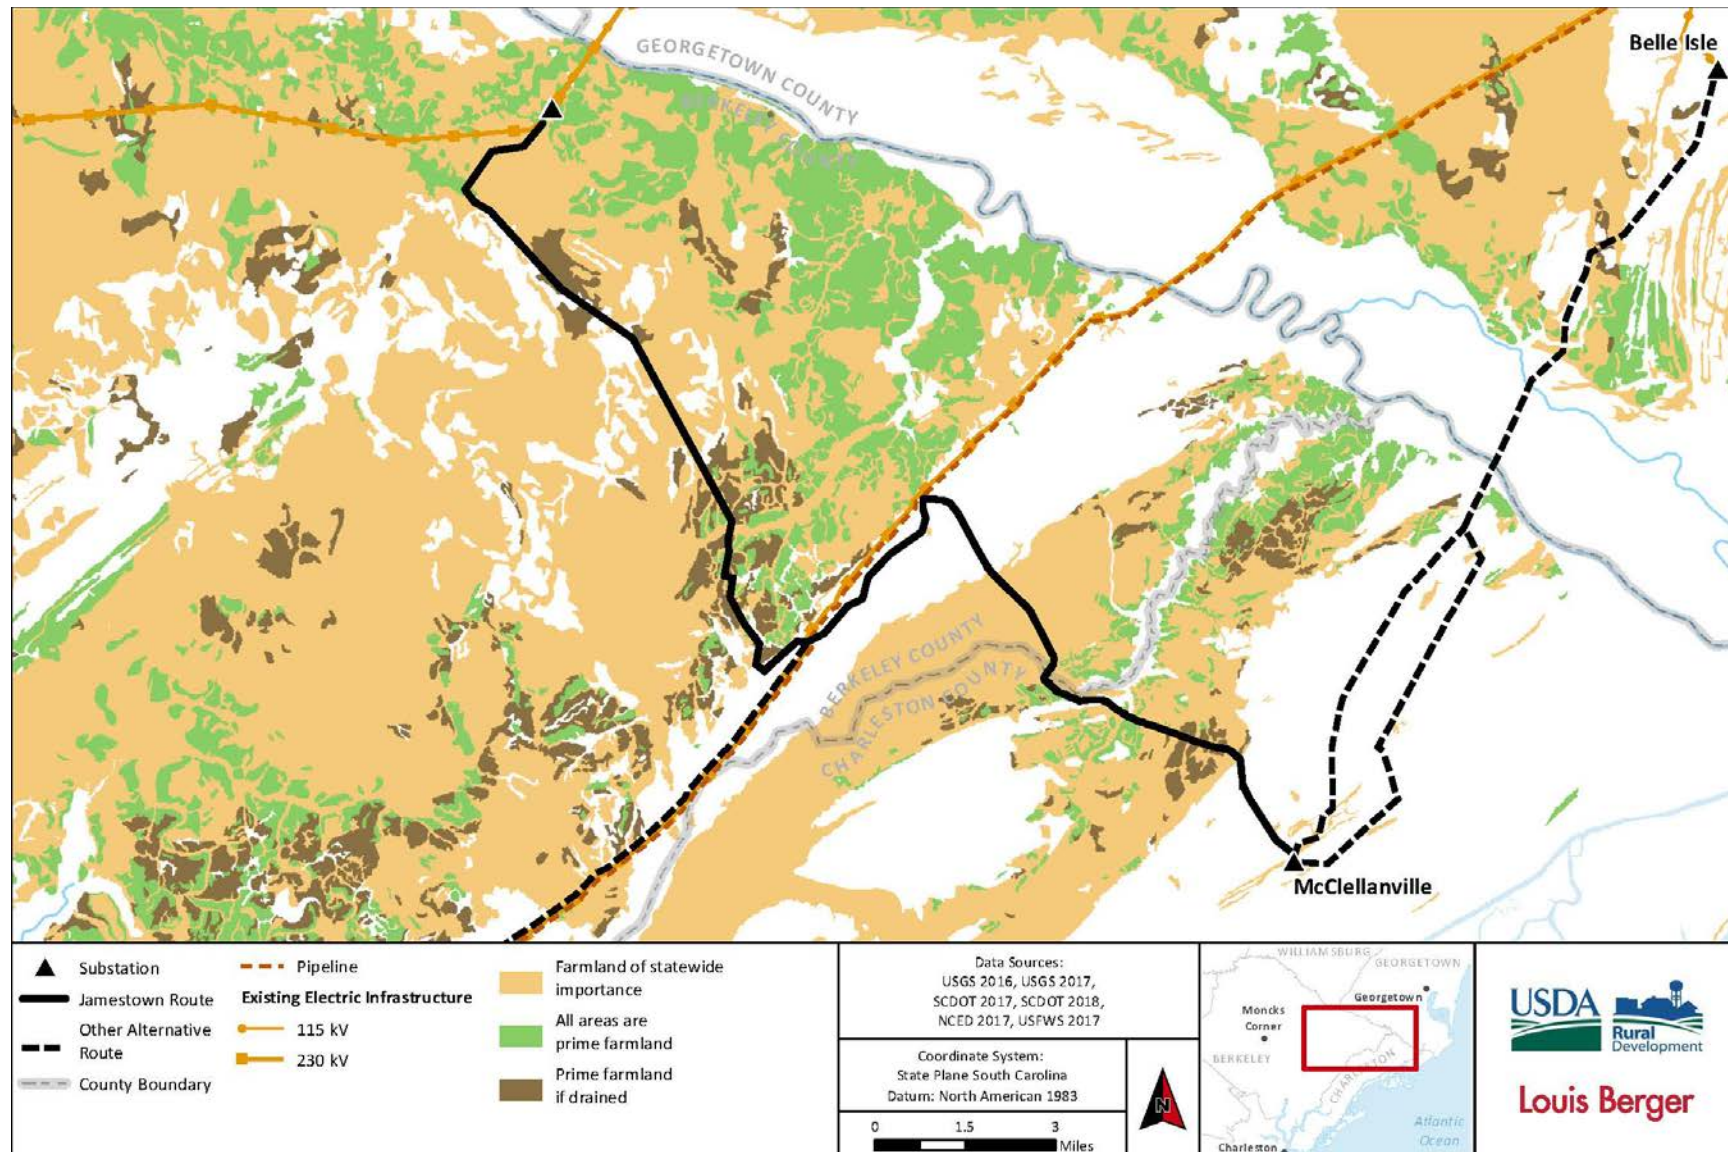 Belle Isle
GEORGETOWN COUNTY
BERKELEY COUNTY
BERKELEY COUNTY
CHARLESTON COUNTY
McClellanville
Substation
Jamestown Route
Other Alternative
Route
County Boundary
Pipeline
Existing Electric Infrastructure
115 kV
230 kV
Farmland of statewide
importance
All areas are
prime farmland
Prime farmland
if drained
Data Sources:
USGS 2016, USGS 2017,
SCDOT 2017, SCDOT 2018,
NCED 2017, USFWS 2017
Coordinate System:
State Plane South Carolina
Datum: North American 1983
0 1.5 3
Miles
N
WILLIAMSBURG
GEORGETOWN
Georgetown
Moncks
Corner
BERKELEY
CHARLESTON
Atlantic
Ocean
Charleston
USDA
Rural
Development
Louis Berger